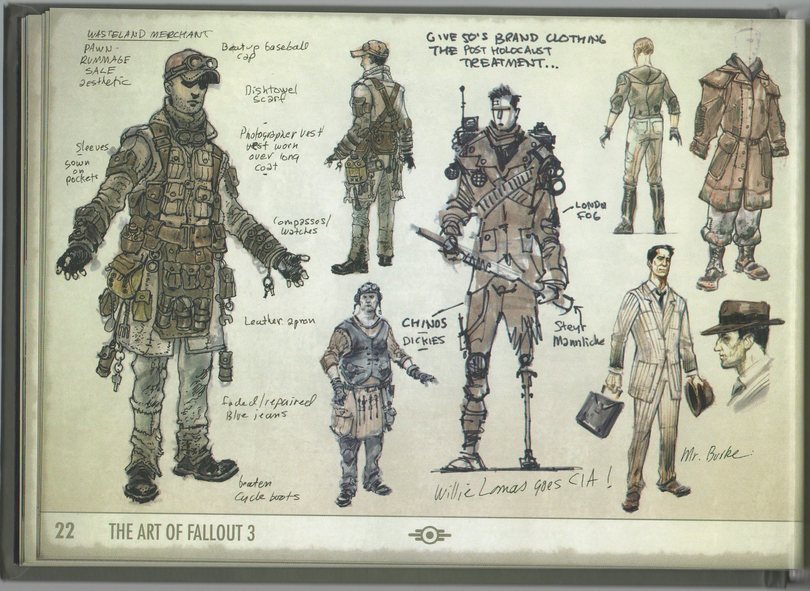 WASTELAND MERCHANT
PAWN-
RUMMAGE
SALE
aesthetic
Beatup baseball
cap
Dishtowel
Scarf
Photographer Vest
vest worn
over long
coat
Sleeves
sown
on
pockets
Compasses/
Watches
Leather apron
Faded/repaired
Blue jeans
beaten
Cycle boots
GIVE 50'S BRAND CLOTHING
THE POST HOLOCAUST
TREATMENT...
LONDON
FOG
CHINOS
DICKIES
Steyr
Mannliche
Willie Lomas goes CIA!
Mr. Burke.
22 THE ART OF FALLOUT 3